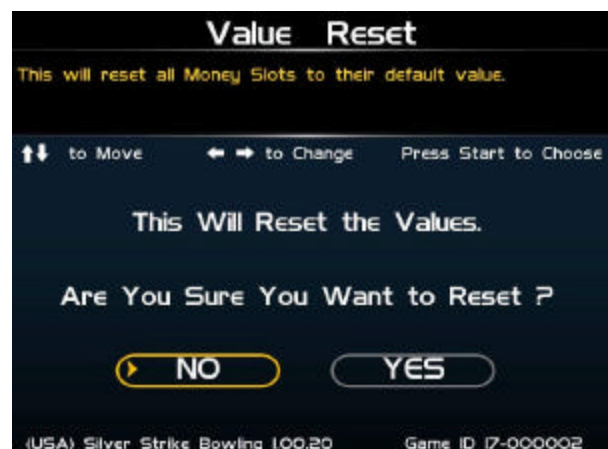 Value Reset
This will reset all Money Slots to their default value.
to Move to Change Press Start to Choose
This Will Reset the Values.
Are You Sure You Want to Reset ?
NO YES
(USA) Silver Strike Bowling 1.00.20 Game ID 17-000002